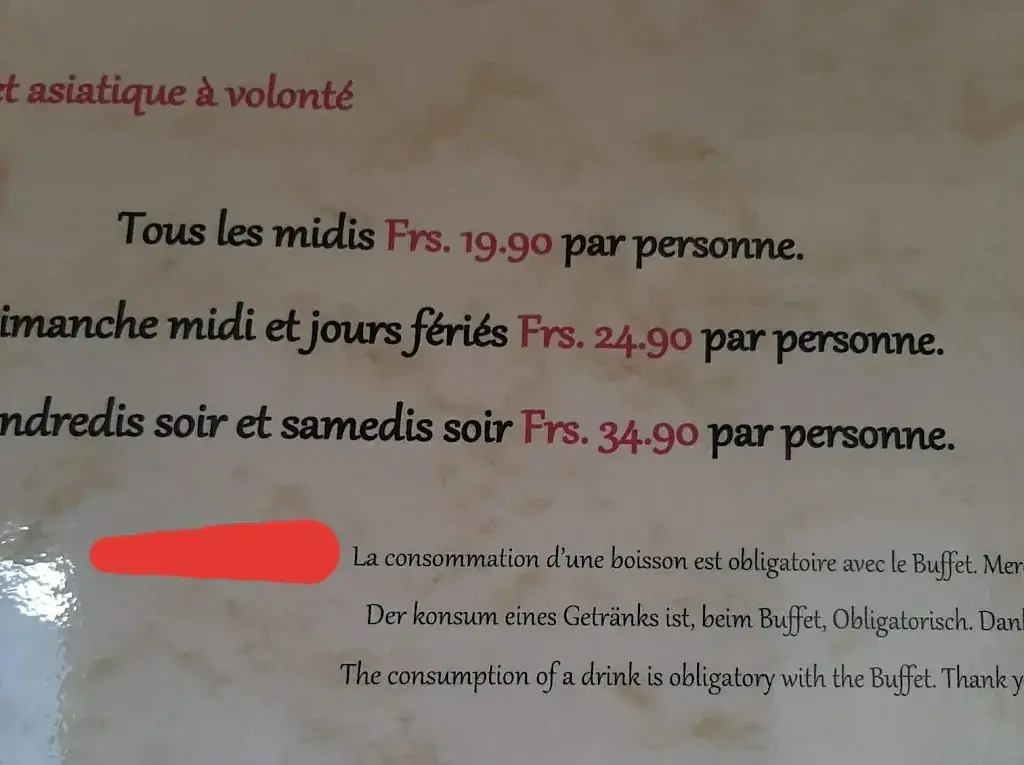 et asiatique à volonté
Tous les midis Frs. 19.90 par personne.
imanche midi et jours fériés Frs. 24.90 par personne.
ndredis soir et samedis soir Frs. 34.90 par personne.
La consommation d'une boisson est obligatoire avec le Buffet. Mer
Der konsum eines Getränks ist, beim Buffet, Obligatorisch. Dan
The consumption of a drink is obligatory with the Buffet. Thank y